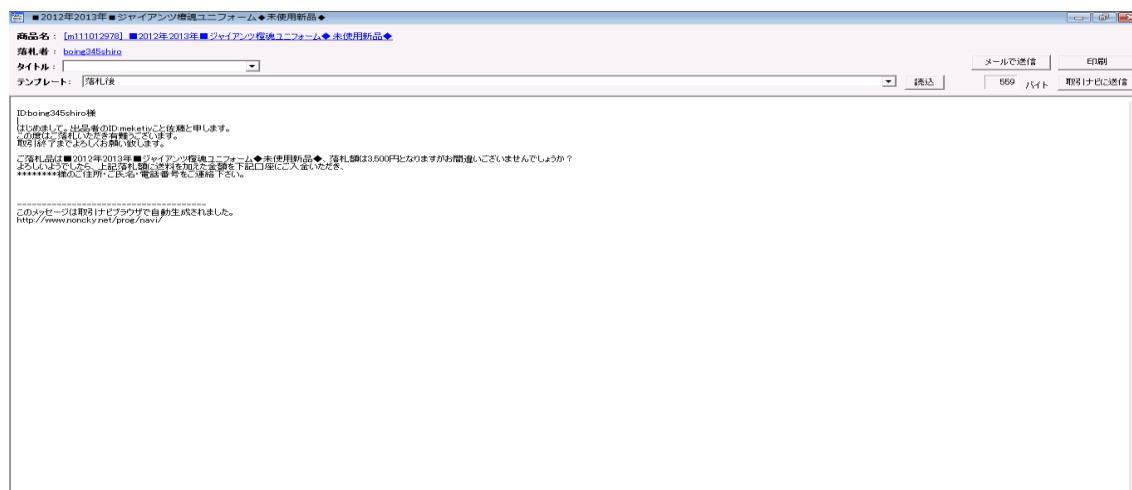 ■2012年2013年■ジャイアンツ橙魂ユニフォーム◆未使用新品◆
商品名： [m111012978] ■2012年2013年■ジャイアンツ橙魂ユニフォーム◆未使用新品◆
落札者： boing345shiro
タイトル：
メールで送信 印刷
テンプレート： 落札後 読込 559 バイト 取引ナビに送信
ID:boing345shiro様
はじめまして。出品者のID:meketiyこと佐藤と申します。
この度はご落札いただき有難うございます。
取引終了までよろしくお願い致します。
ご落札品は■2012年2013年■ジャイアンツ橙魂ユニフォーム◆未使用新品◆、落札額は3,500円となりますがお間違いございませんでしょうか？
よろしいようでしたら、上記落札額に送料を加えた金額を下記口座にご入金いただき、
********様のご住所・ご氏名・電話番号をご連絡下さい。
--------------------------------------
このメッセージは取引ナビブラウザで自動生成されました。
http://www.noncky.net/prog/navi/